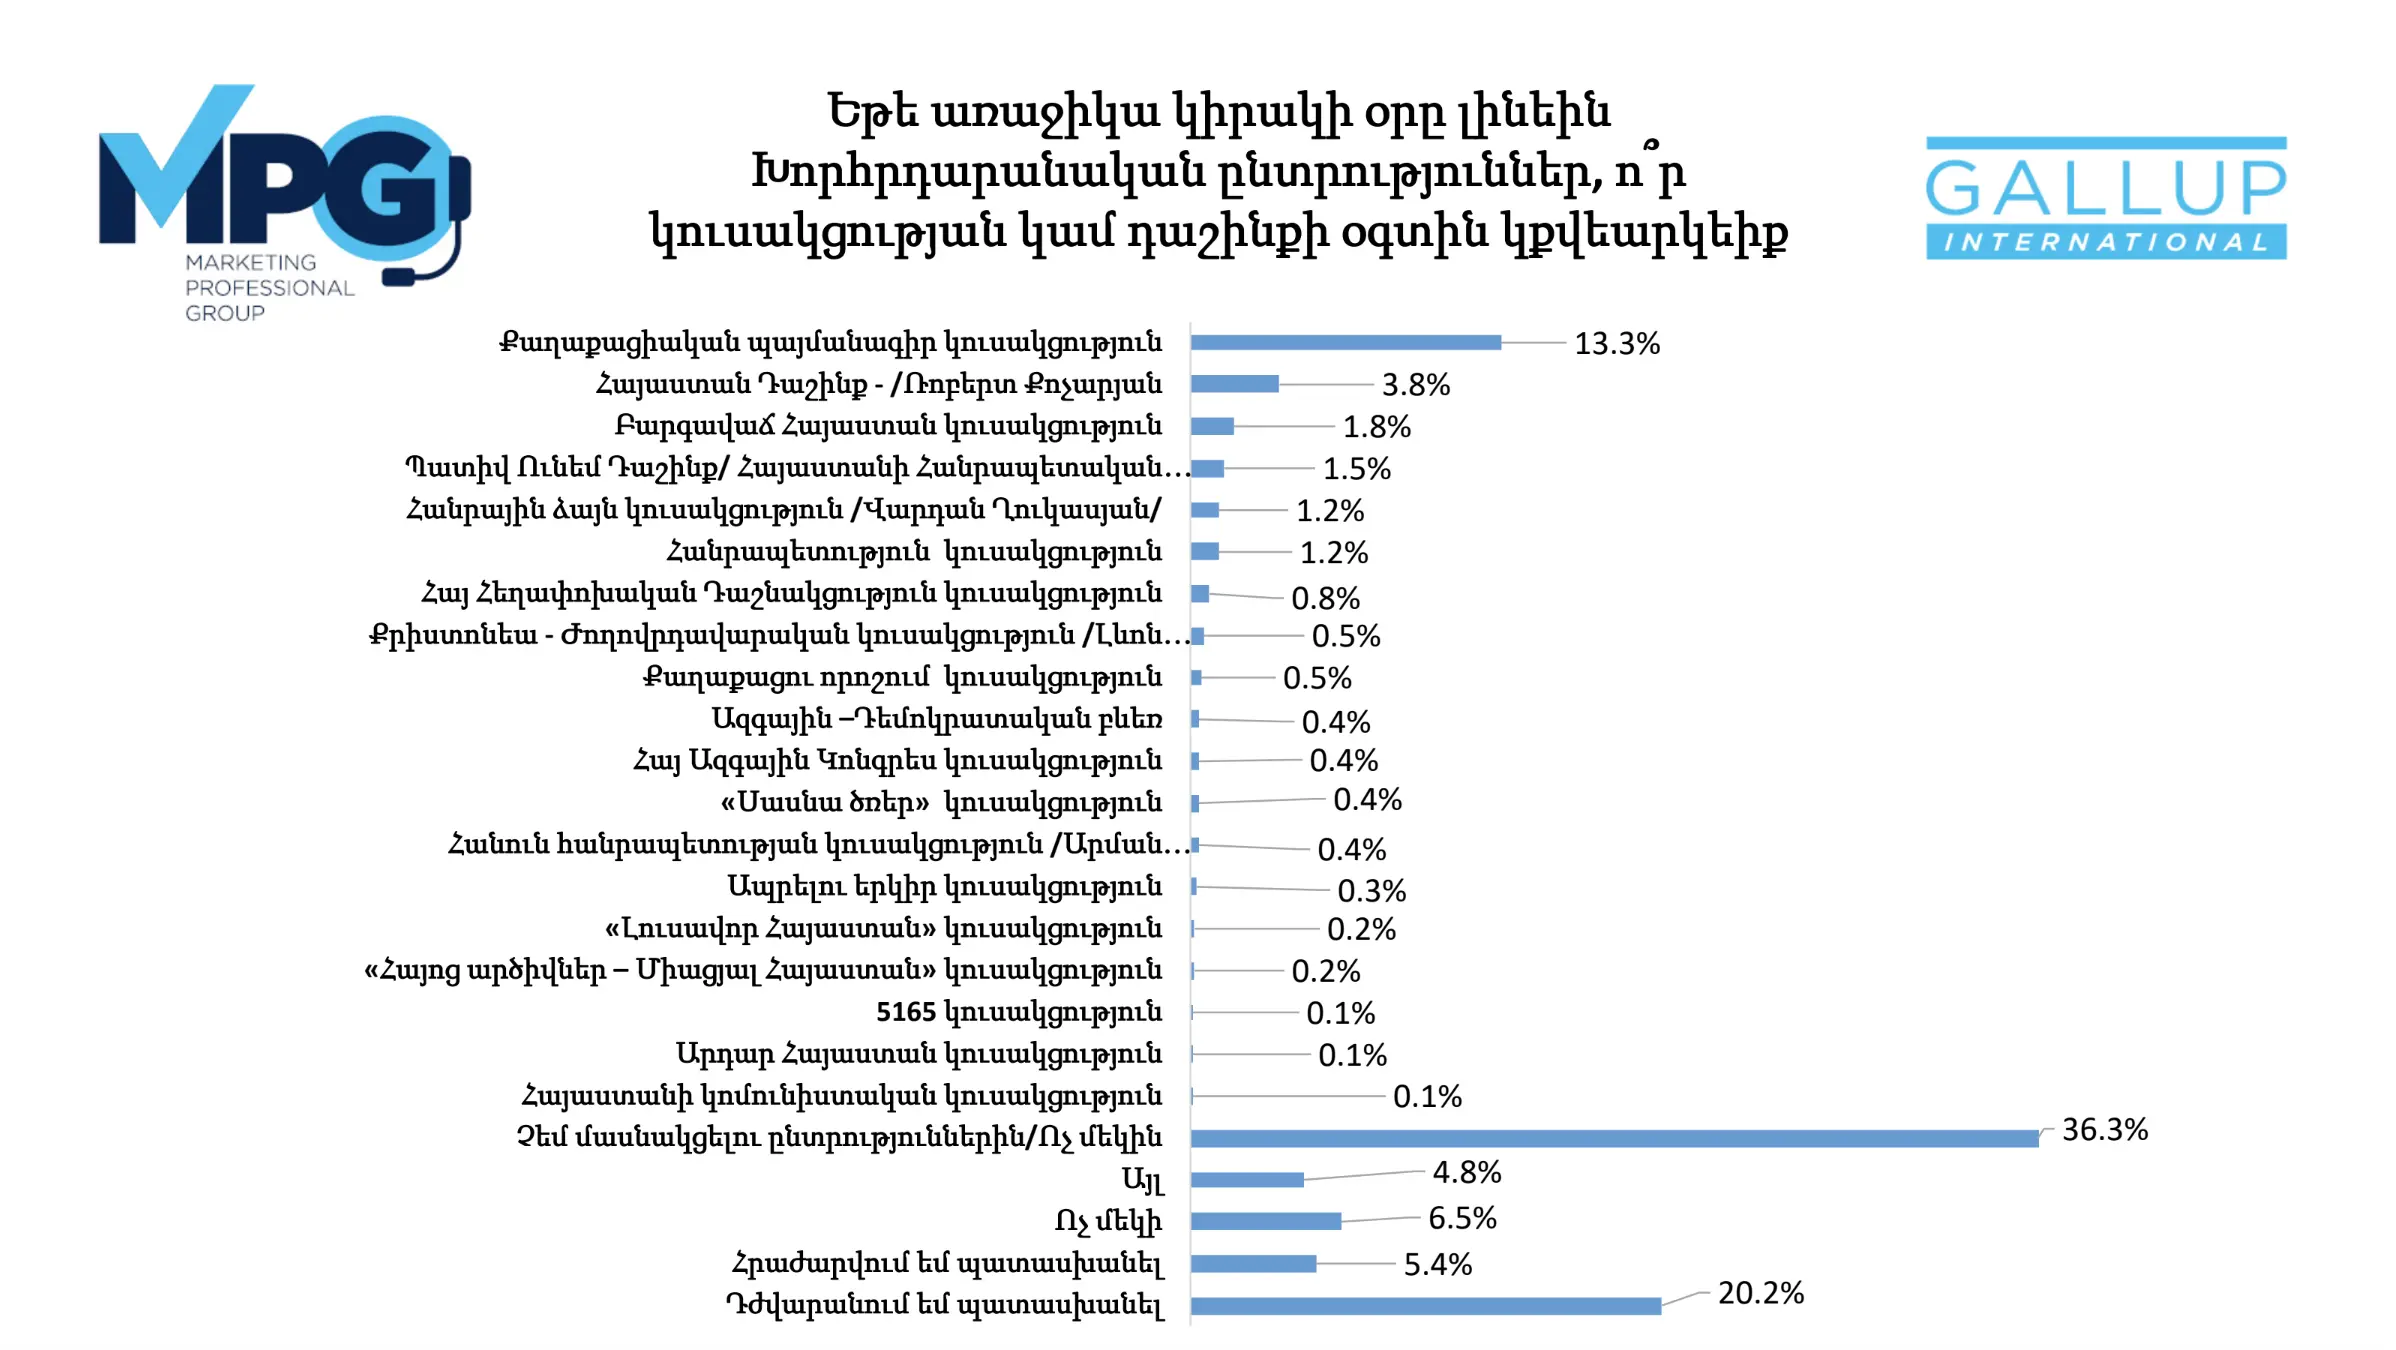 MPG
MARKETING
PROFESSIONAL
GROUP
Եթե առաջիկա կիրակի օրը լինեին
Խորհրդարանական ընտրություններ, ո՞ր
կուսակցության կամ դաշինքի օգտին կքվեարկեիք
GALLUP
INTERNATIONAL
Քաղաքացիական պայմանագիր կուսակցություն 13.3%
Հայաստան Դաշինք - /Ռոբերտ Քոչարյան 3.8%
Բարգավաճ Հայաստան կուսակցություն 1.8%
Պատիվ Ունեմ Դաշինք/ Հայաստանի Հանրապետական… 1.5%
Հանրային ձայն կուսակցություն /Վարդան Ղուկասյան/ 1.2%
Հանրապետություն  կուսակցություն 1.2%
Հայ Հեղափոխական Դաշնակցություն կուսակցություն 0.8%
Քրիստոնեա - Ժողովրդավարական կուսակցություն /Լևոն… 0.5%
Քաղաքացու որոշում  կուսակցություն 0.5%
Ազգային –Դեմոկրատական բևեռ 0.4%
Հայ Ազգային Կոնգրես կուսակցություն 0.4%
«Սասնա ծռեր»  կուսակցություն 0.4%
Հանուն հանրապետության կուսակցություն /Արման… 0.4%
Ապրելու երկիր կուսակցություն 0.3%
«Լուսավոր Հայաստան» կուսակցություն 0.2%
«Հայոց արծիվներ – Միացյալ Հայաստան» կուսակցություն 0.2%
5165 կուսակցություն 0.1%
Արդար Հայաստան կուսակցություն 0.1%
Հայաստանի կոմունիստական կուսակցություն 0.1%
Չեմ մասնակցելու ընտրություններին/Ոչ մեկին 36.3%
Այլ 4.8%
Ոչ մեկի 6.5%
Հրաժարվում եմ պատասխանել 5.4%
Դժվարանում եմ պատասխանել 20.2%